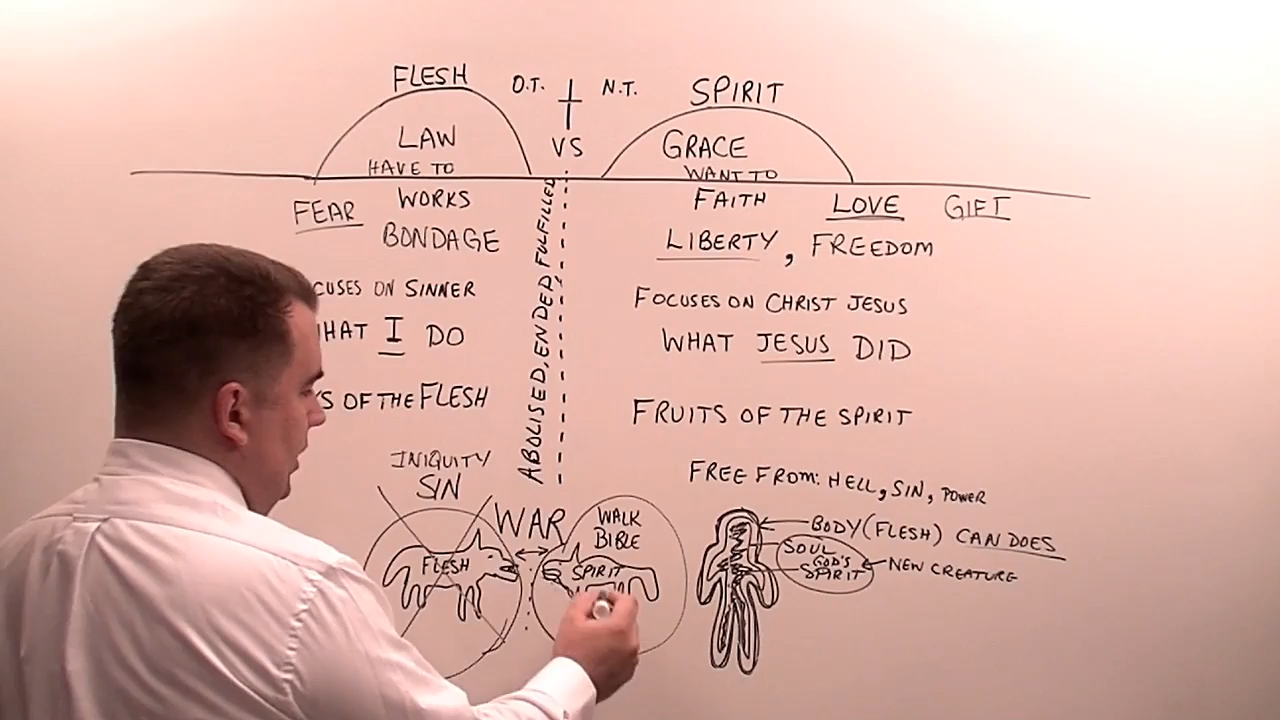 FLESH
O.T.
N.T.
SPIRIT
LAW
HAVE TO
VS
GRACE
WANT TO
FEAR
WORKS
BONDAGE
FAITH
LOVE
GIFT
LIBERTY, FREEDOM
ABOLISED, ENDED, FULFILLED
CUSES ON SINNER
HAT I DO
S OF THE FLESH
FOCUSES ON CHRIST JESUS
WHAT JESUS DID
FRUITS OF THE SPIRIT
INIQUITY
SIN
FLESH
WAR
WALK
BIBLE
SPIRIT
FREE FROM: HELL, SIN, POWER
BODY (FLESH) CAN DOES
SOUL
GOD'S
SPIRIT
NEW CREATURE